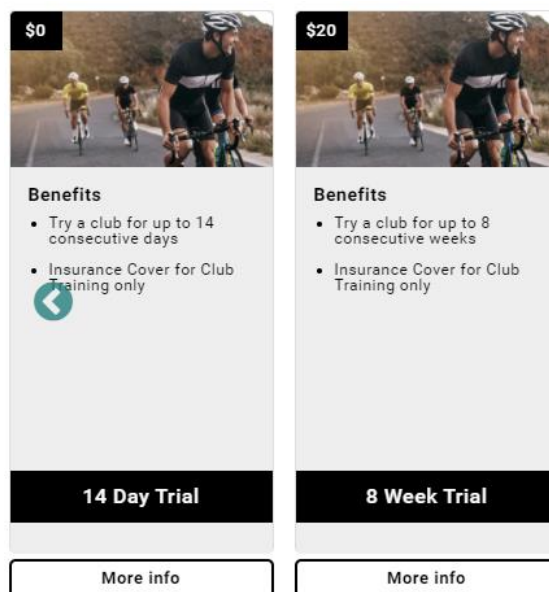 $0
Benefits
Try a club for up to 14
consecutive days
Insurance Cover for Club
Training only
14 Day Trial
More info
$20
Benefits
Try a club for up to 8
consecutive weeks
Insurance Cover for Club
Training only
8 Week Trial
More info